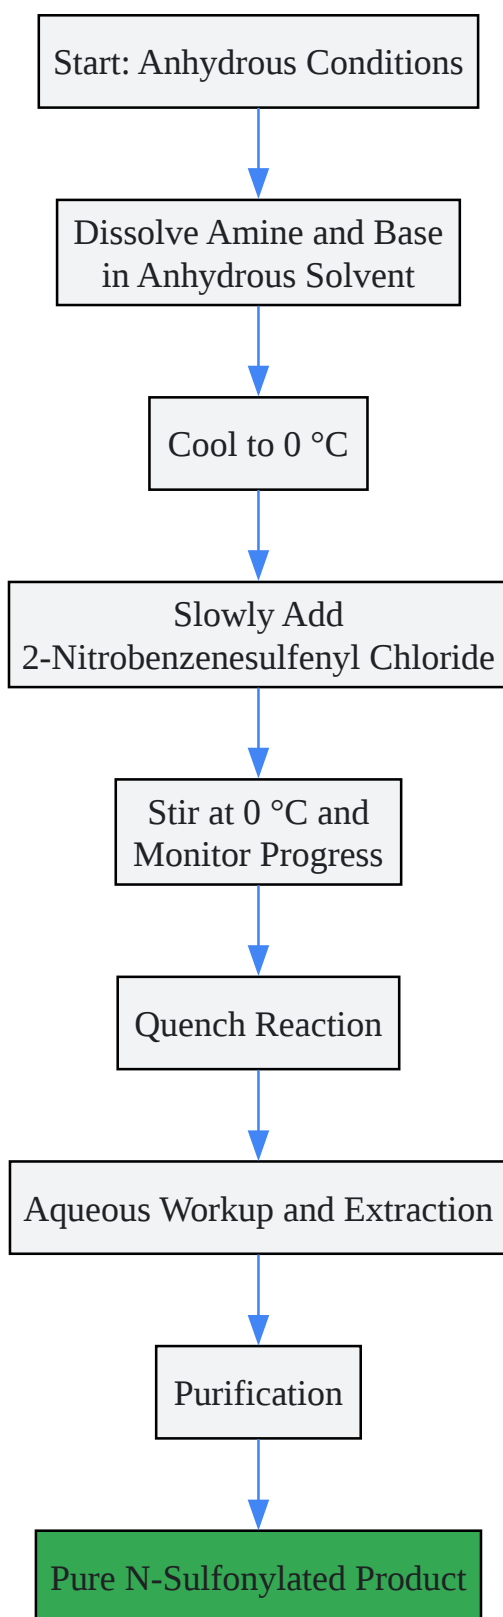 Start: Anhydrous Conditions
Dissolve Amine and Base
in Anhydrous Solvent
Cool to 0 °C
Slowly Add
2-Nitrobenzenesulfenyl Chloride
Stir at 0 °C and
Monitor Progress
Quench Reaction
Aqueous Workup and Extraction
Purification
Pure N-Sulfonylated Product